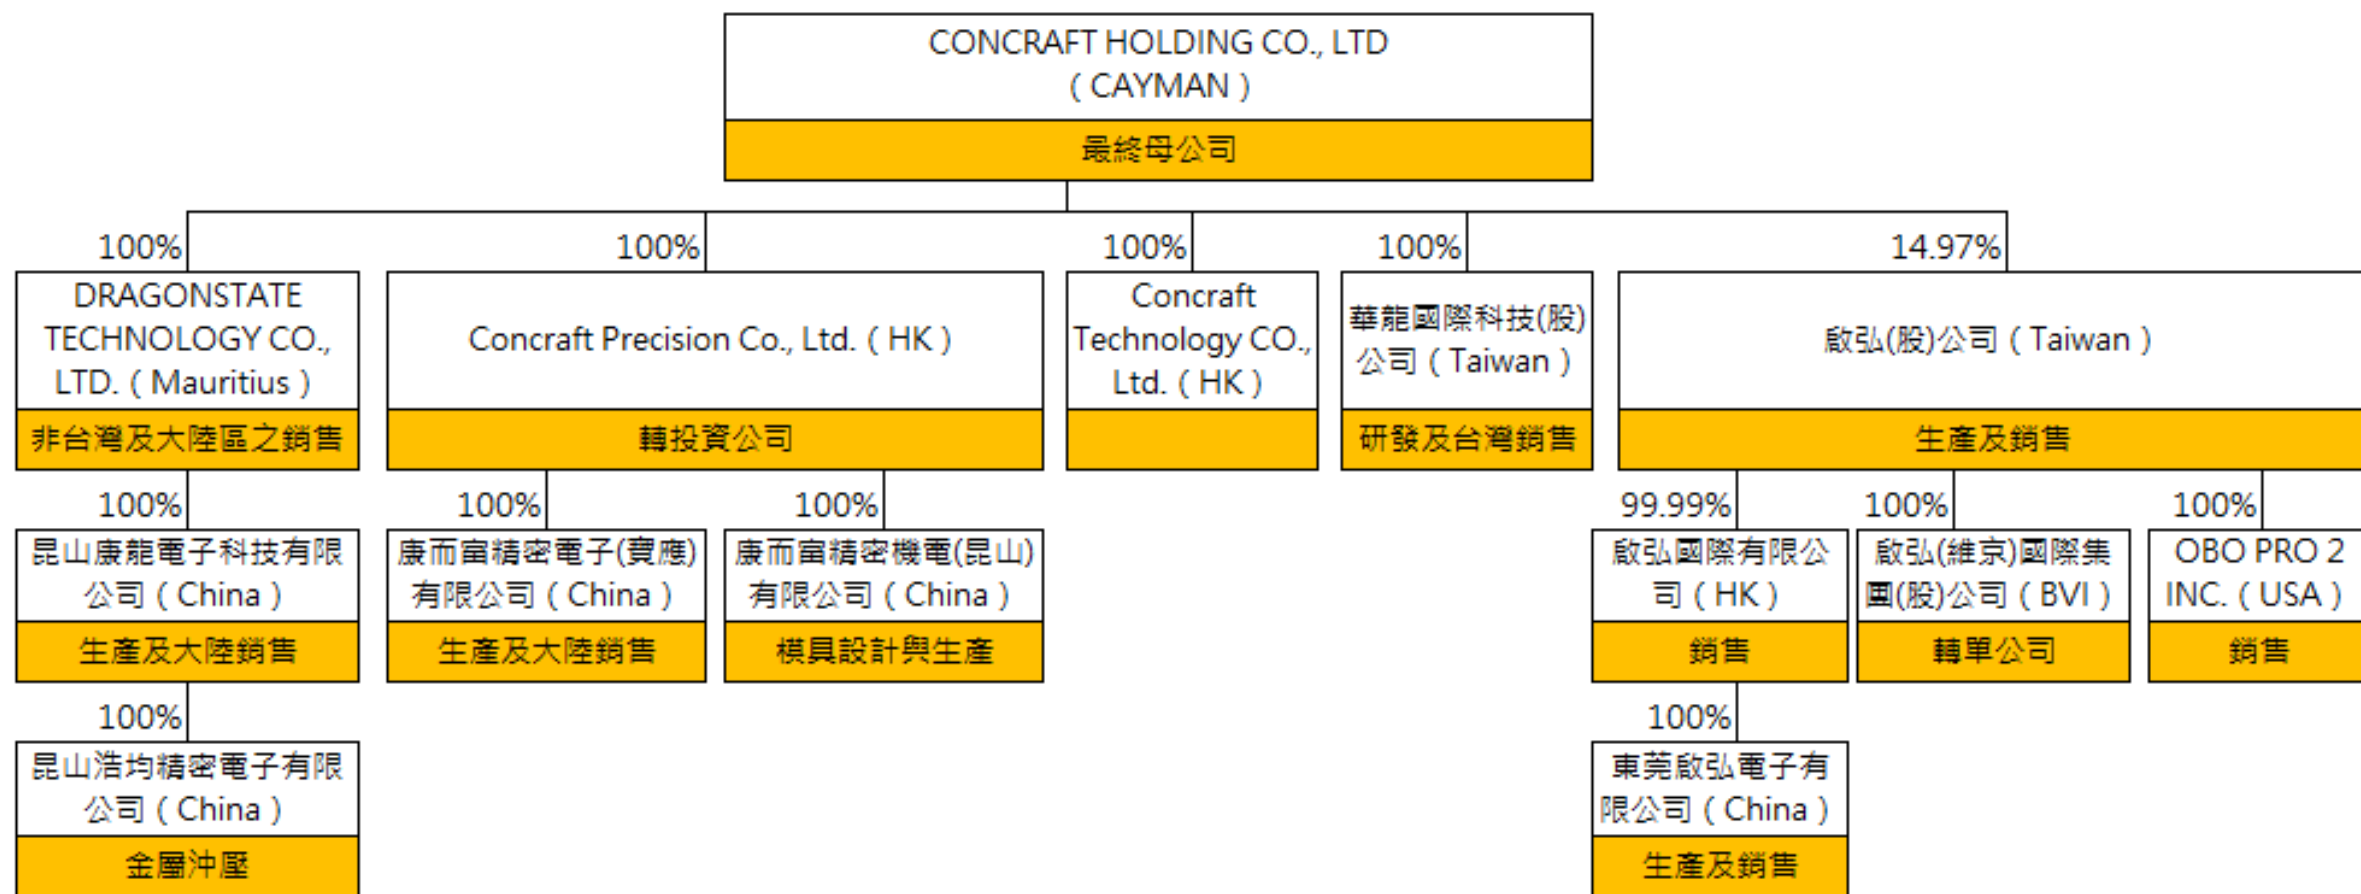 CONCRAFT HOLDING CO., LTD
（CAYMAN）
最終母公司
100%
100%
100%
100%
14.97%
DRAGONSTATE
TECHNOLOGY CO.,
LTD.（Mauritius）
非台灣及大陸區之銷售
Concraft Precision Co., Ltd.（HK）
轉投資公司
Concraft
Technology CO.,
Ltd.（HK）
華龍國際科技(股)
公司（Taiwan）
研發及台灣銷售
啟弘(股)公司（Taiwan）
生產及銷售
100%
100%
100%
99.99%
100%
100%
昆山康龍電子科技有限
公司（China）
生產及大陸銷售
康而富精密電子(寶應)
有限公司（China）
生產及大陸銷售
康而富精密機電(昆山)
有限公司（China）
模具設計與生產
啟弘國際有限公
司（HK）
銷售
啟弘(維京)國際集
團(股)公司（BVI）
轉單公司
OBO PRO 2
INC.（USA）
銷售
100%
100%
昆山浩均精密電子有限
公司（China）
金屬沖壓
東莞啟弘電子有
限公司（China）
生產及銷售